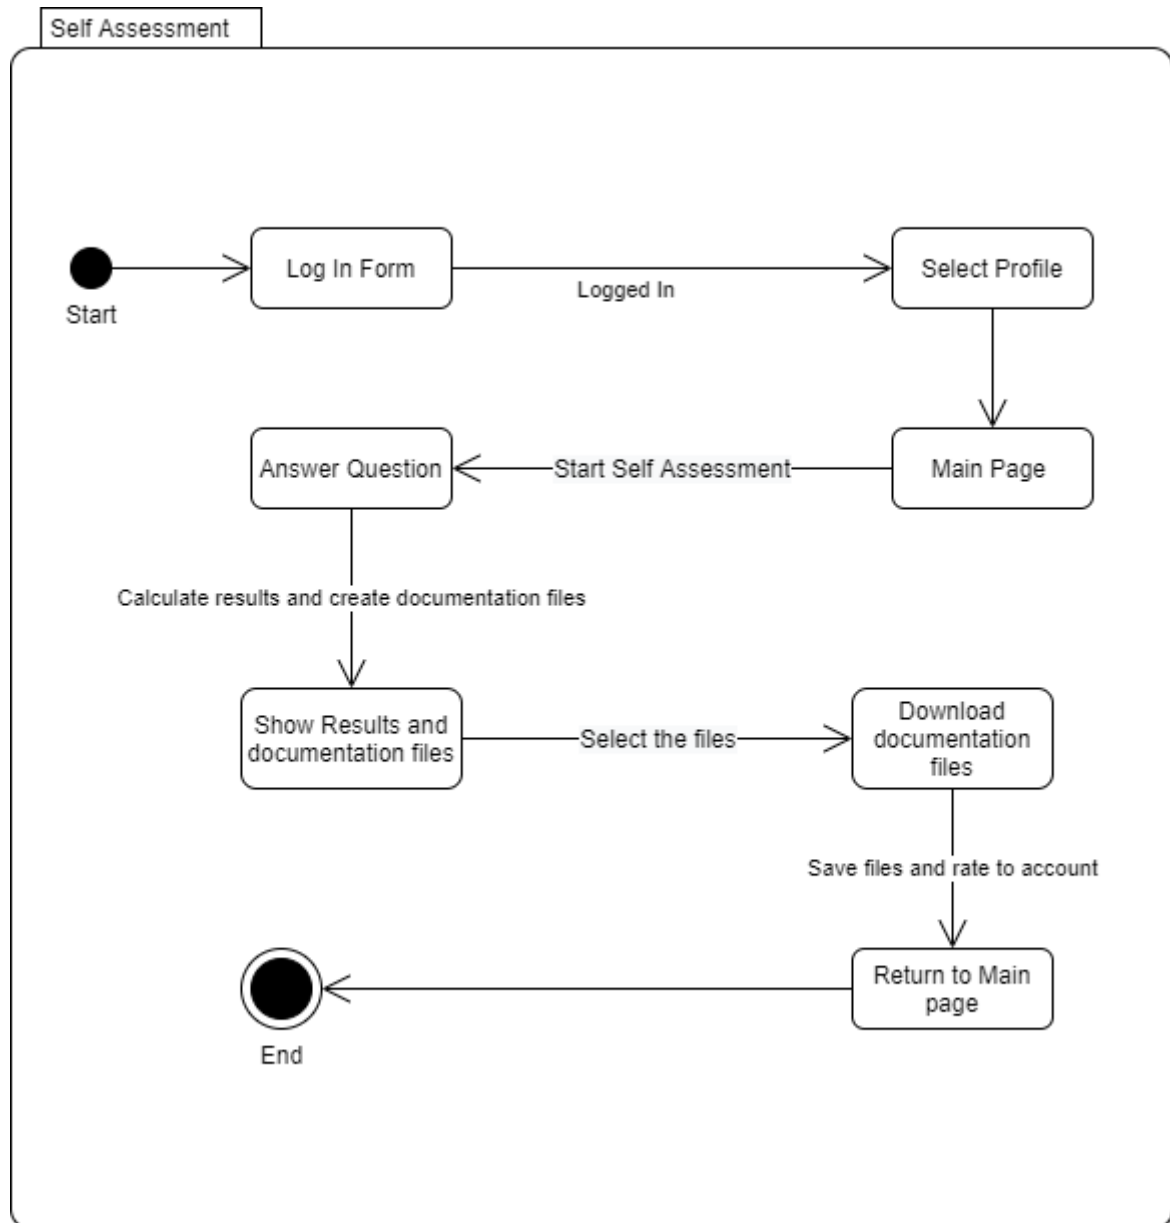 Self Assessment
Log In Form
Select Profile
Logged In
Start
Answer Question
Start Self Assessment
Main Page
Calculate results and create documentation files
Show Results and
documentation files
Select the files
Download
documentation
files
Save files and rate to account
Return to Main
page
End